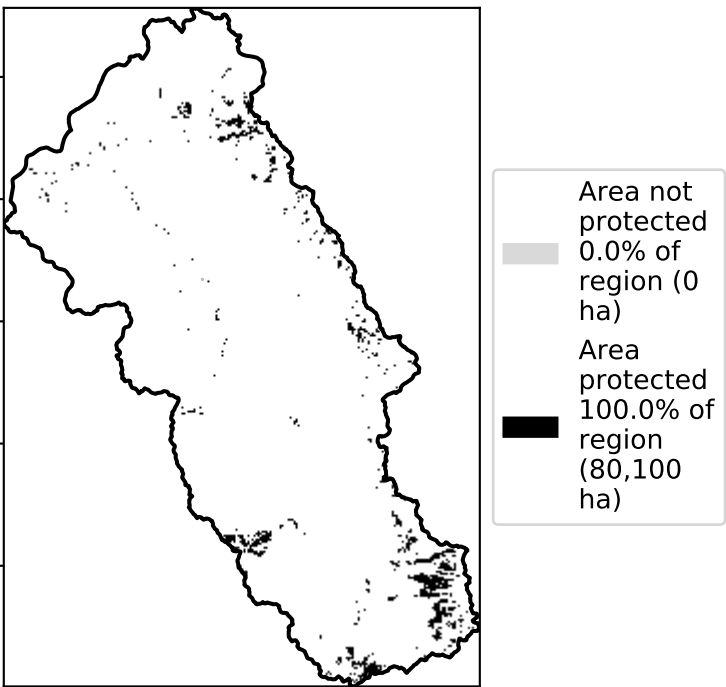 Area not
protected
0.0% of
region (0
ha)
Area
protected
100.0% of
region
(80,100
ha)